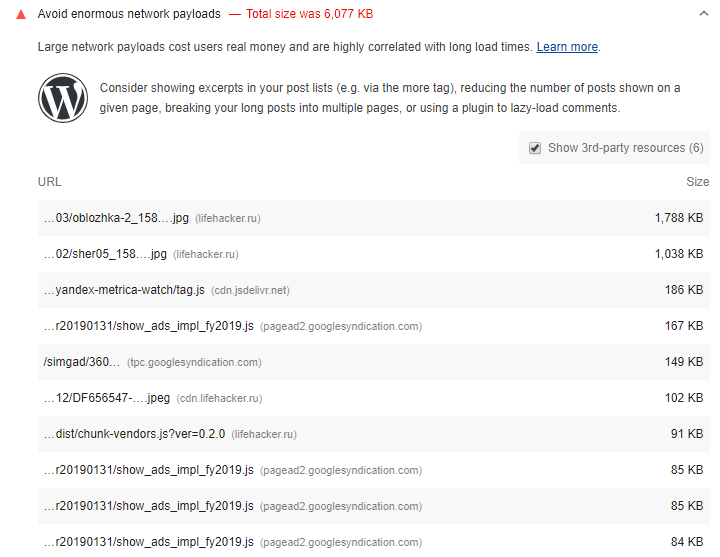 Avoid enormous network payloads — Total size was 6,077 KB
Large network payloads cost users real money and are highly correlated with long load times. Learn more.
Consider showing excerpts in your post lists (e.g. via the more tag), reducing the number of posts shown on a
given page, breaking your long posts into multiple pages, or using a plugin to lazy-load comments.
Show 3rd-party resources (6)
URL Size
…03/oblozhka-2_158….jpg (lifehacker.ru) 1,788 KB
…02/sher05_158….jpg (lifehacker.ru) 1,038 KB
…yandex-metrica-watch/tag.js (cdn.jsdelivr.net) 186 KB
…r20190131/show_ads_impl_fy2019.js (pagead2.googlesyndication.com) 167 KB
/simgad/360… (tpc.googlesyndication.com) 149 KB
…12/DF656547-….jpeg (cdn.lifehacker.ru) 102 KB
…dist/chunk-vendors.js?ver=0.2.0 (lifehacker.ru) 91 KB
…r20190131/show_ads_impl_fy2019.js (pagead2.googlesyndication.com) 85 KB
…r20190131/show_ads_impl_fy2019.js (pagead2.googlesyndication.com) 85 KB
…r20190131/show_ads_impl_fy2019.js (pagead2.googlesyndication.com) 84 KB